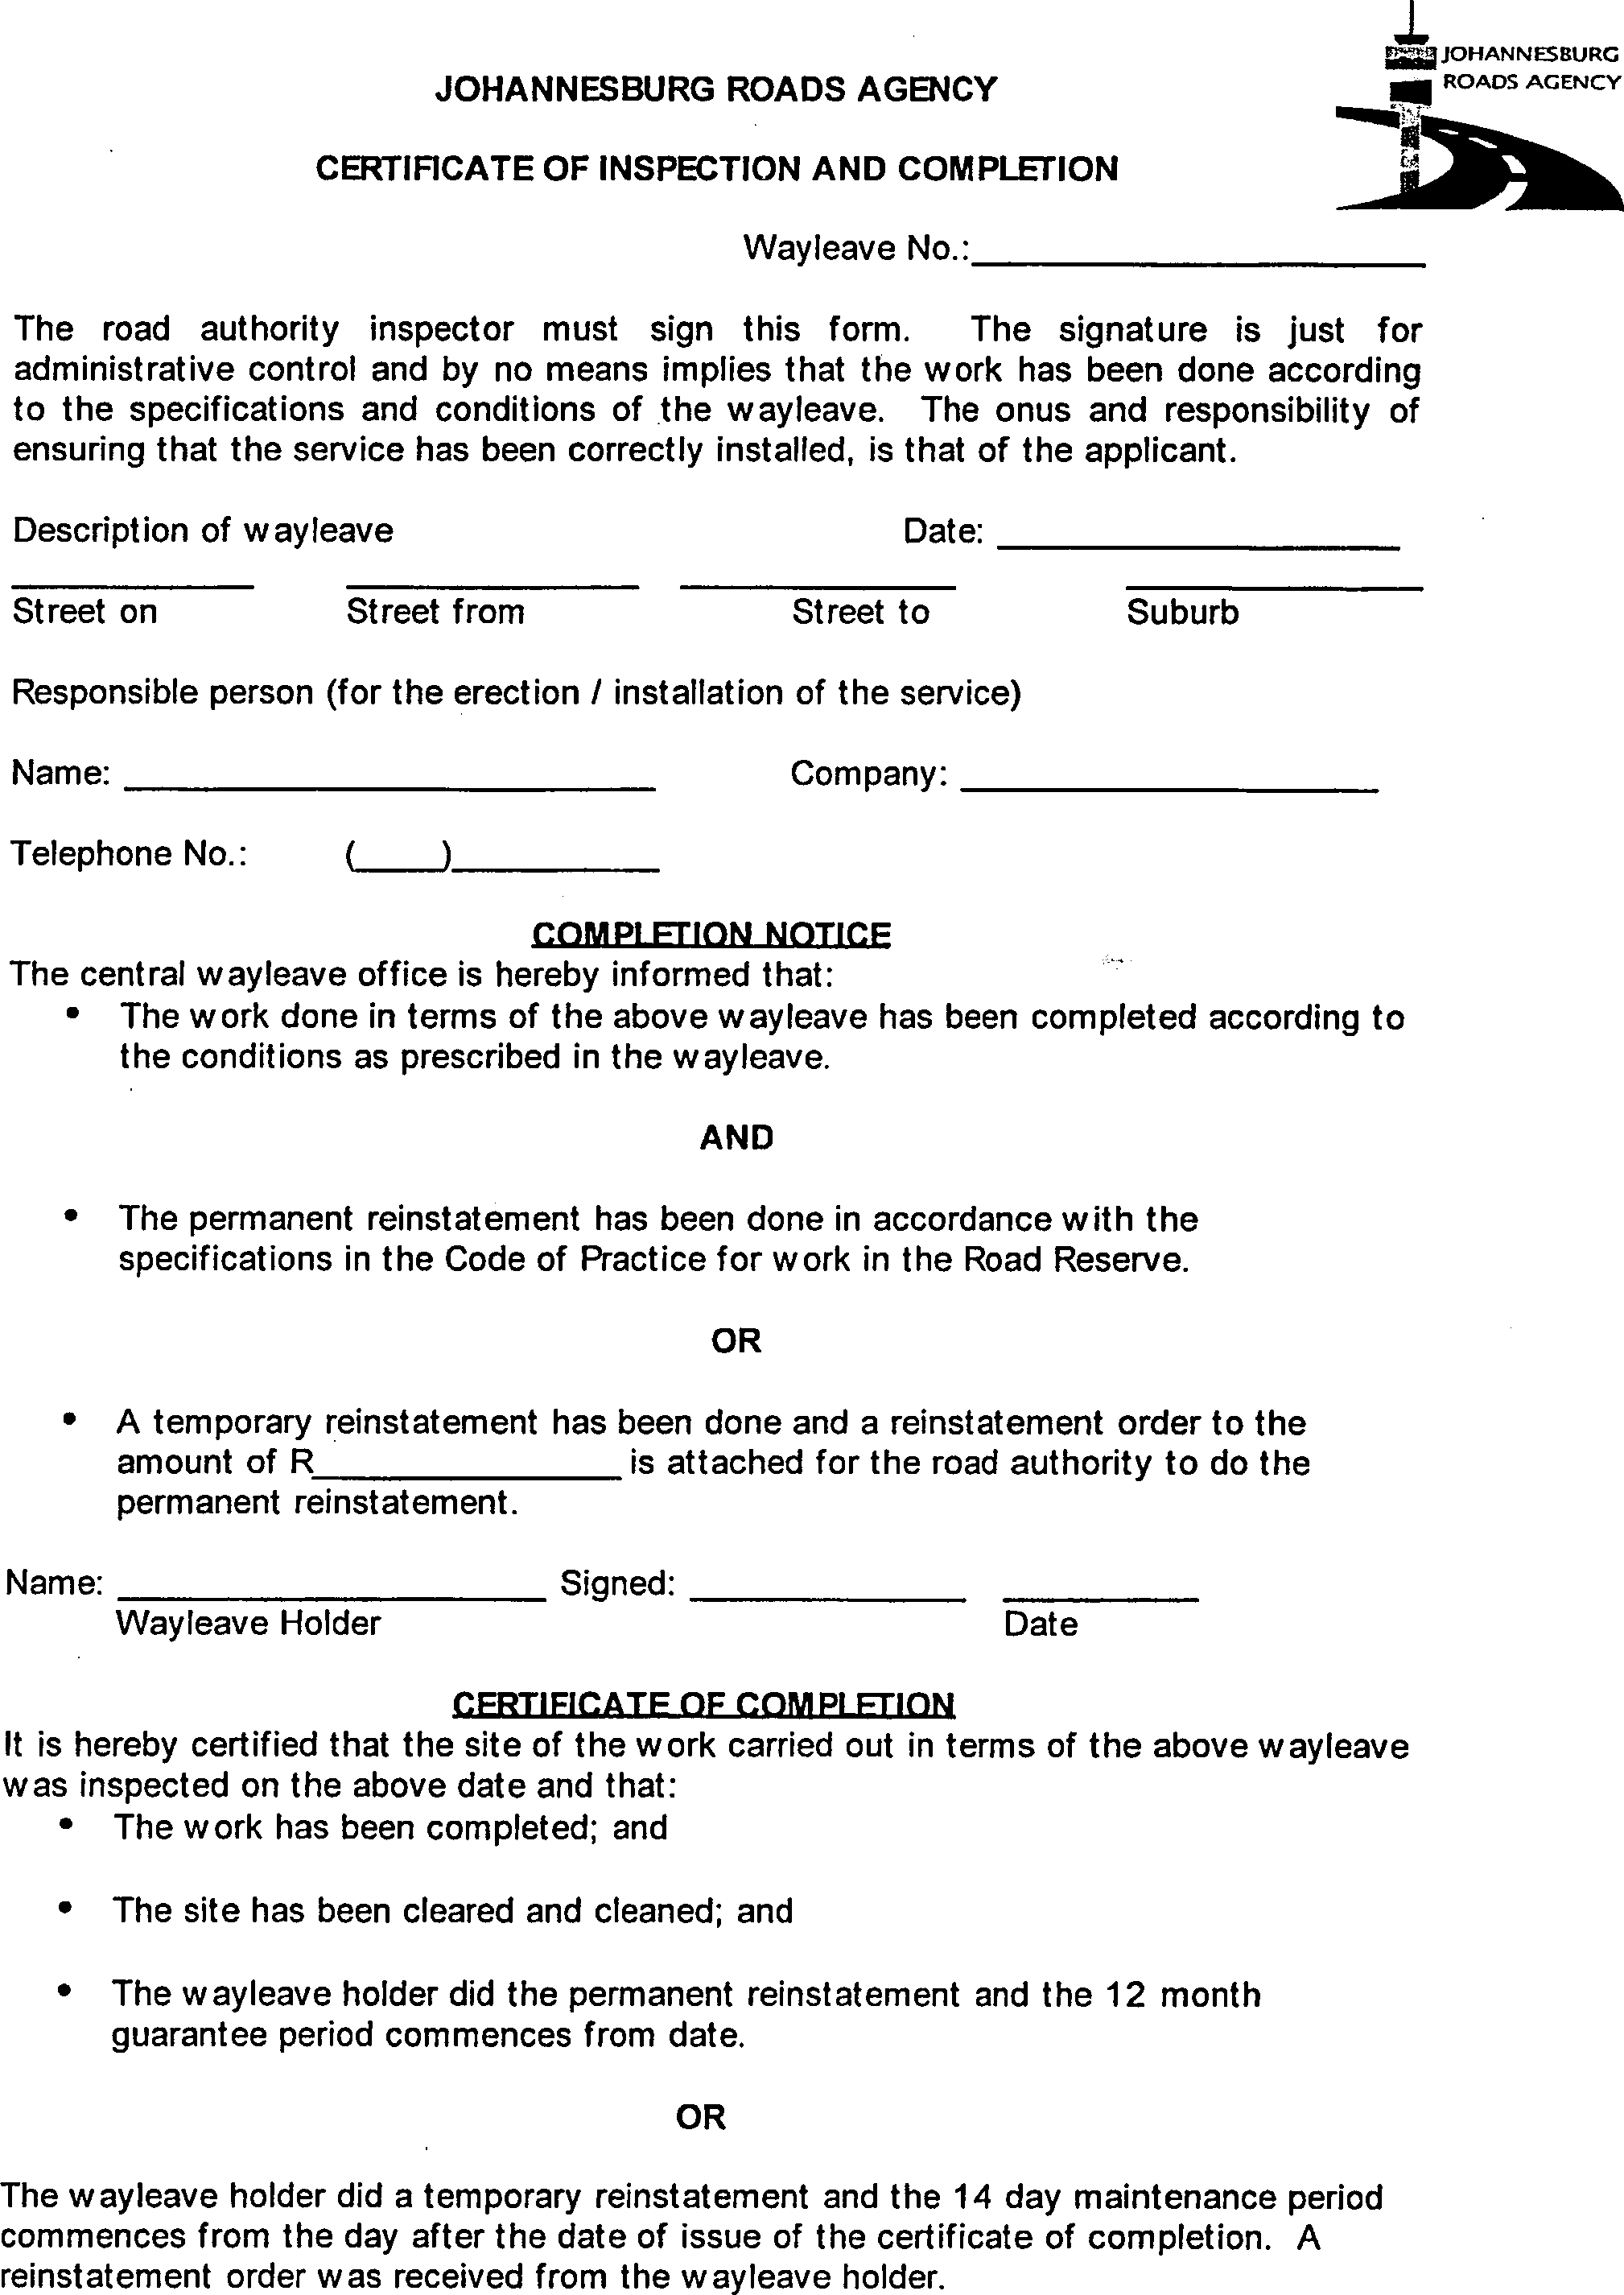 JOHANNESBURG
ROADS AGENCY
JOHANNESBURG ROADS AGENCY
CERTIFICATE OF INSPECTION AND COMPLETION
Wayleave No.:
The road authority inspector must sign this form. The signature is just for
administrative control and by no means implies that the work has been done according
to the specifications and conditions of the wayleave. The onus and responsibility of
ensuring that the service has been correctly installed, is that of the applicant.
Description of wayleave Date:
Street on Street from Street to Suburb
Responsible person (for the erection / installation of the service)
Name: Company:
Telephone No.: ( )
COMPLETION NOTICE
The central wayleave office is hereby informed that:
• The work done in terms of the above wayleave has been completed according to
the conditions as prescribed in the wayleave.
AND
• The permanent reinstatement has been done in accordance with the
specifications in the Code of Practice for work in the Road Reserve.
OR
• A temporary reinstatement has been done and a reinstatement order to the
amount of R is attached for the road authority to do the
permanent reinstatement.
Name: Signed:
Wayleave Holder Date
CERTIFICATE OF COMPLETION
It is hereby certified that the site of the work carried out in terms of the above wayleave
was inspected on the above date and that:
• The work has been completed; and
• The site has been cleared and cleaned; and
• The wayleave holder did the permanent reinstatement and the 12 month
guarantee period commences from date.
OR
The wayleave holder did a temporary reinstatement and the 14 day maintenance period
commences from the day after the date of issue of the certificate of completion. A
reinstatement order was received from the wayleave holder.